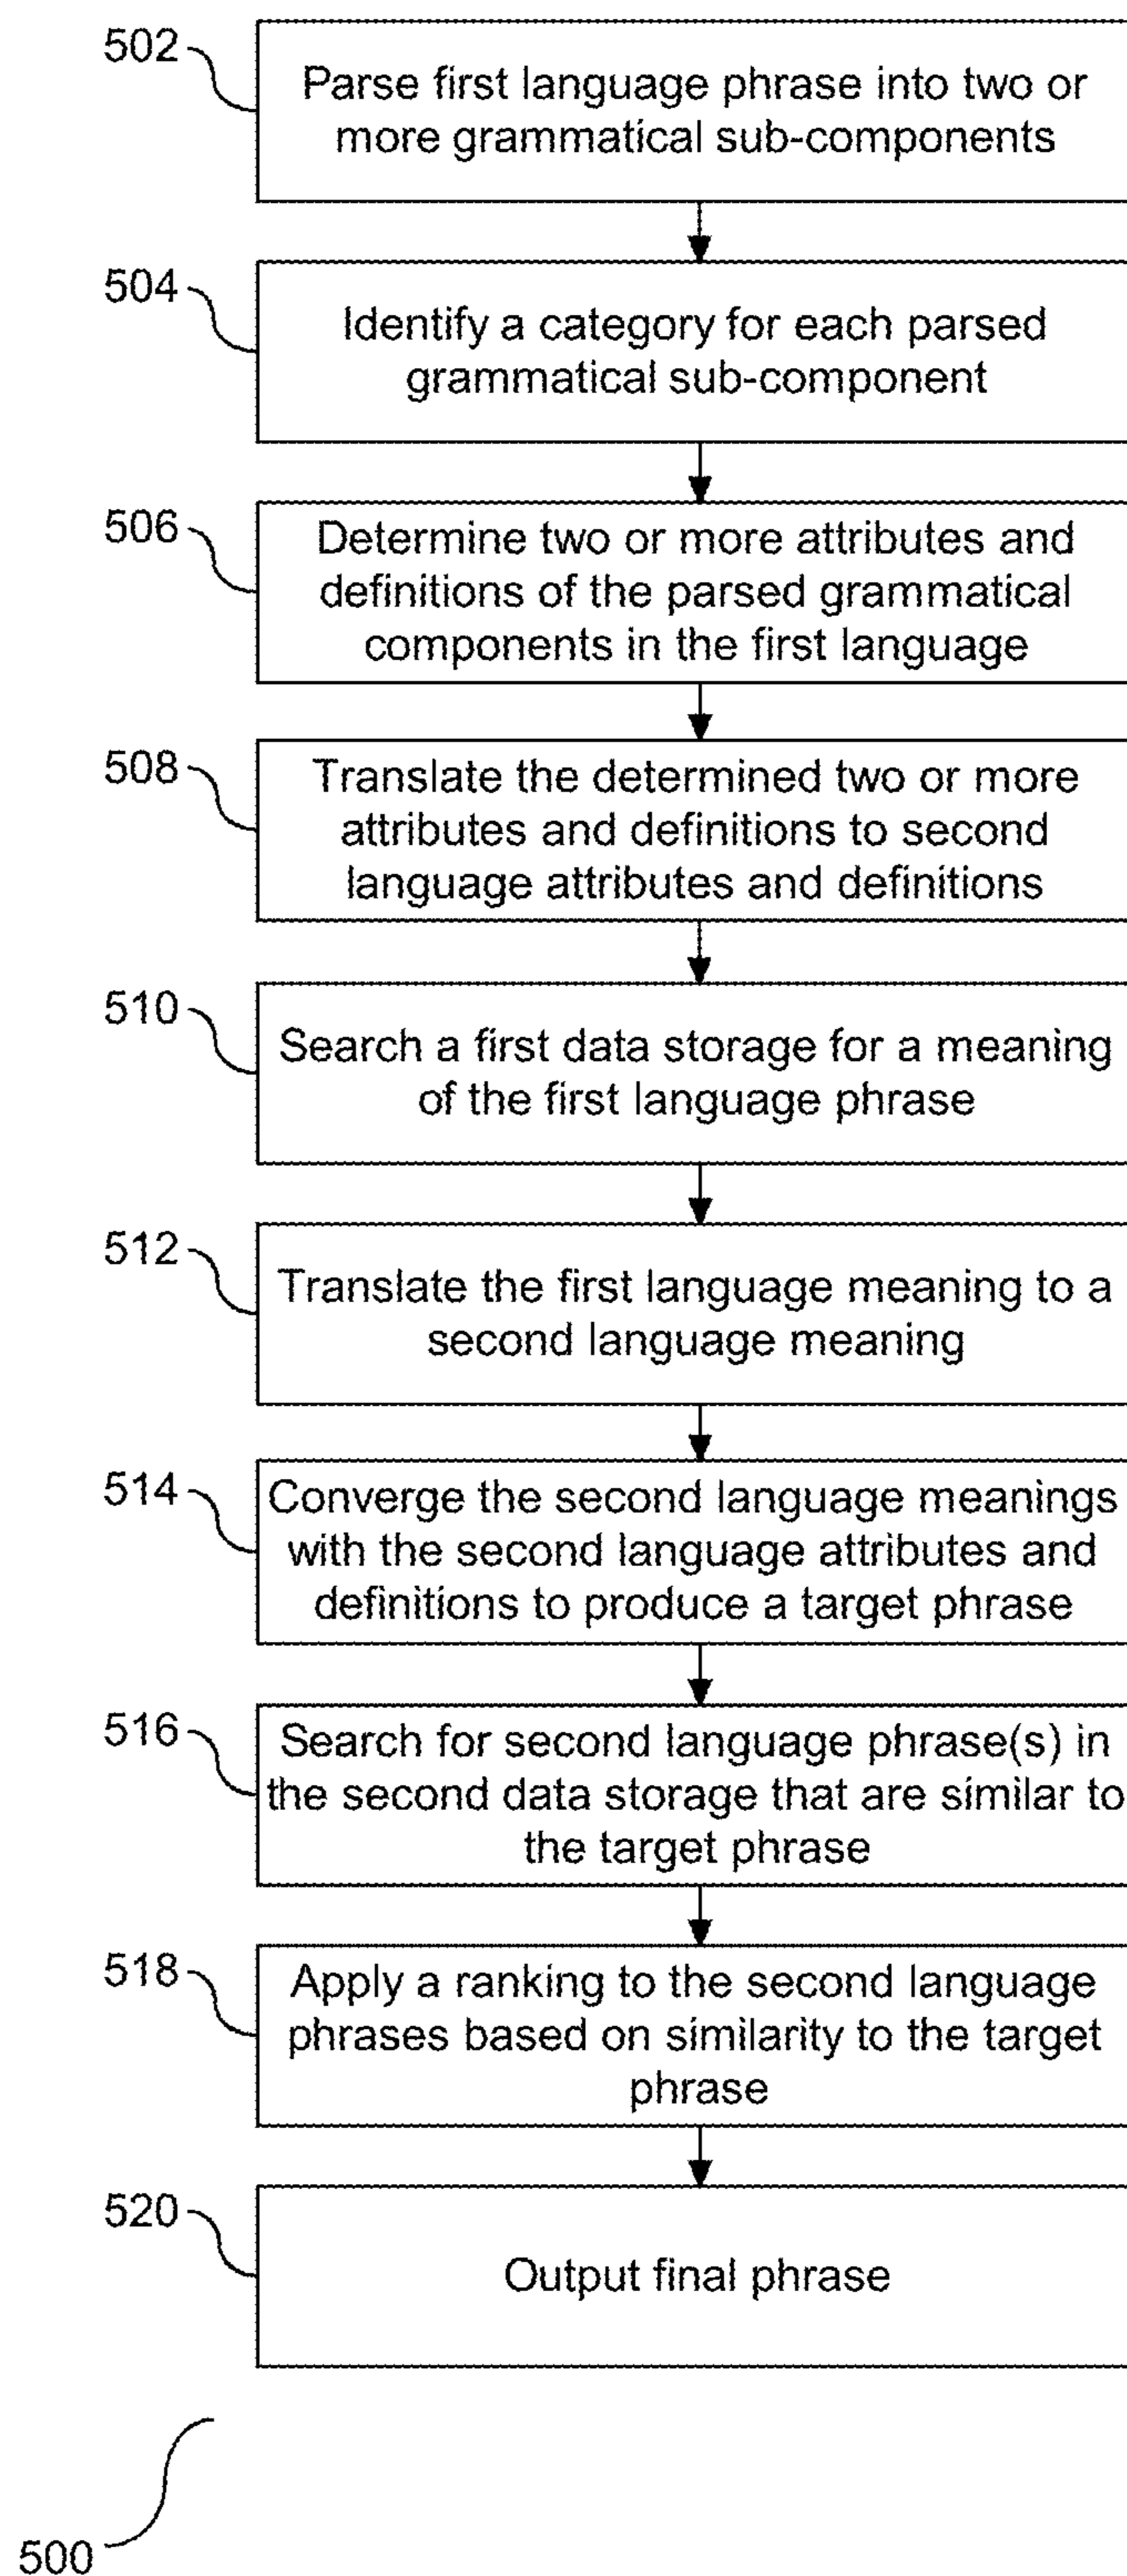 502
Parse first language phrase into two or
more grammatical sub-components
504
Identify a category for each parsed
grammatical sub-component
506
Determine two or more attributes and
definitions of the parsed grammatical
components in the first language
508
Translate the determined two or more
attributes and definitions to second
language attributes and definitions
510
Search a first data storage for a meaning
of the first language phrase
512
Translate the first language meaning to a
second language meaning
514
Converge the second language meanings
with the second language attributes and
definitions to produce a target phrase
516
Search for second language phrase(s) in
the second data storage that are similar to
the target phrase
518
Apply a ranking to the second language
phrases based on similarity to the target
phrase
520
Output final phrase
500